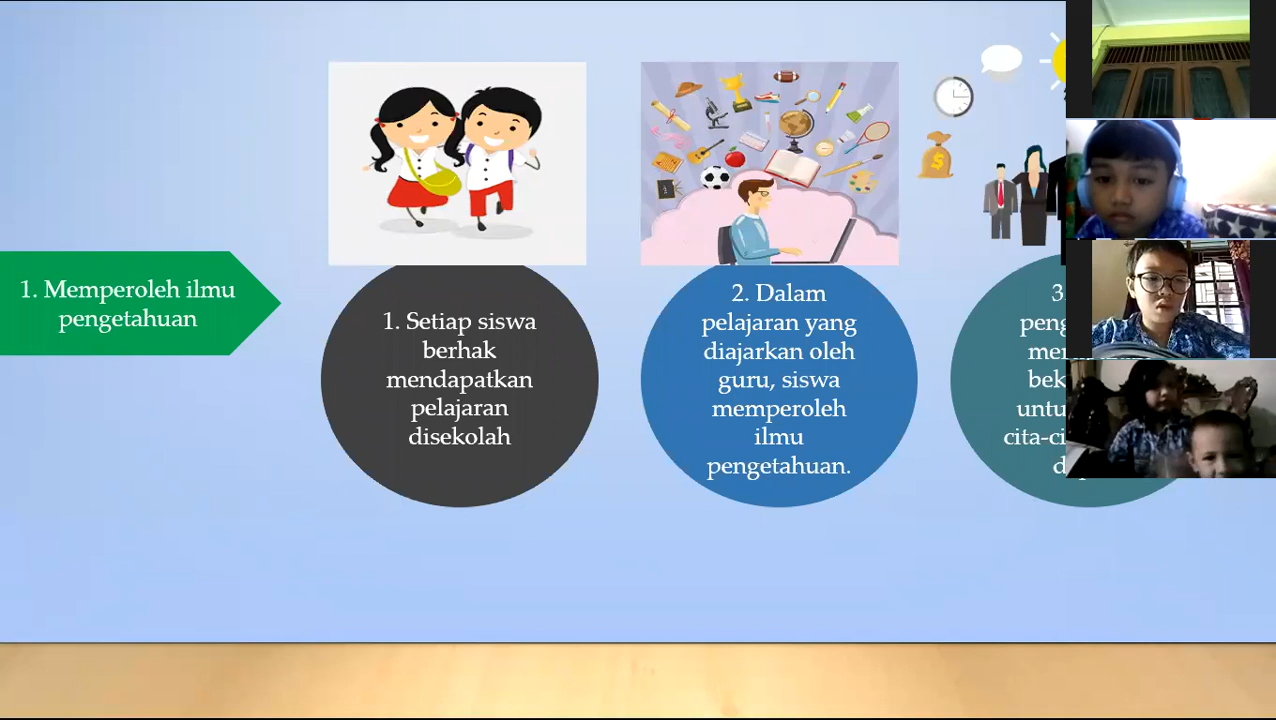 1. Memperoleh ilmu
pengetahuan
1. Setiap siswa
berhak
mendapatkan
pelajaran
disekolah
2. Dalam
pelajaran yang
diajarkan oleh
guru, siswa
memperoleh
ilmu
pengetahuan.
3.